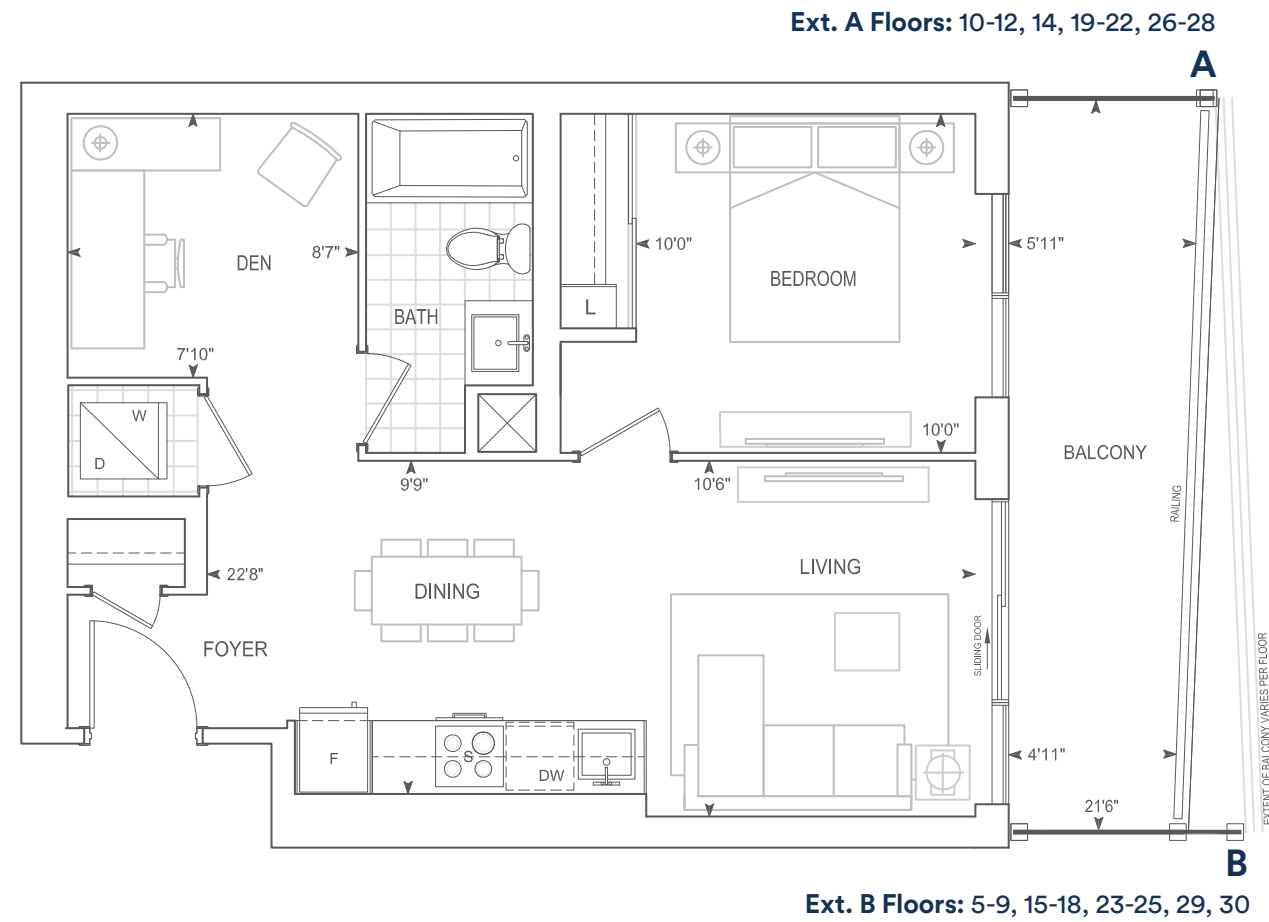 Ext. A Floors: 10-12, 14, 19-22, 26-28
A
8'7"
10'0"
5'11"
DEN
BEDROOM
L
BATH
7'10"
W
D
10'0"
BALCONY
9'9"
10'6"
RAILING
22'8"
LIVING
DINING
SLIDING DOOR
FOYER
EXTENT OF BALCONY VARIES PER FLOOR
F
S
DW
4'11"
21'6"
B
Ext. B Floors: 5-9, 15-18, 23-25, 29, 30